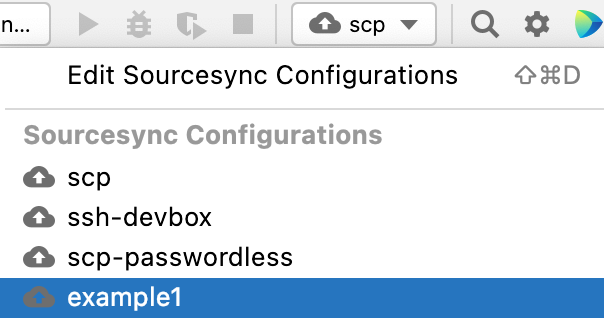 n... scp
Edit Sourcesync Configurations ⇧⌘D
Sourcesync Configurations
scp
ssh-devbox
scp-passwordless
example1